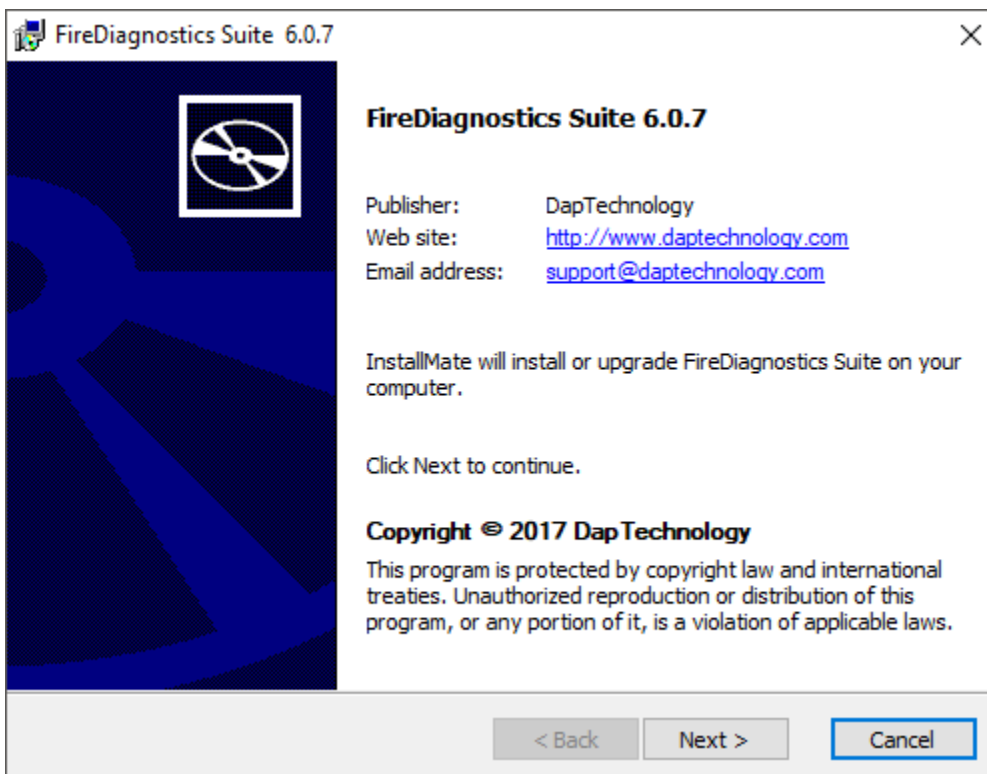 FireDiagnostics Suite 6.0.7
FireDiagnostics Suite 6.0.7
Publisher: DapTechnology
Web site: http://www.daptechnology.com
Email address: support@daptechnology.com
InstallMate will install or upgrade FireDiagnostics Suite on your
computer.
Click Next to continue.
Copyright © 2017 DapTechnology
This program is protected by copyright law and international
treaties. Unauthorized reproduction or distribution of this
program, or any portion of it, is a violation of applicable laws.
< Back Next > Cancel